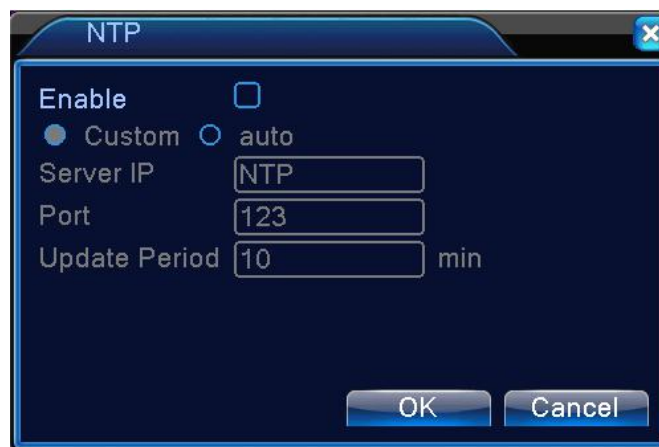 NTP
Enable
Custom auto
Server IP NTP
Port 123
Update Period 10 min
OK Cancel